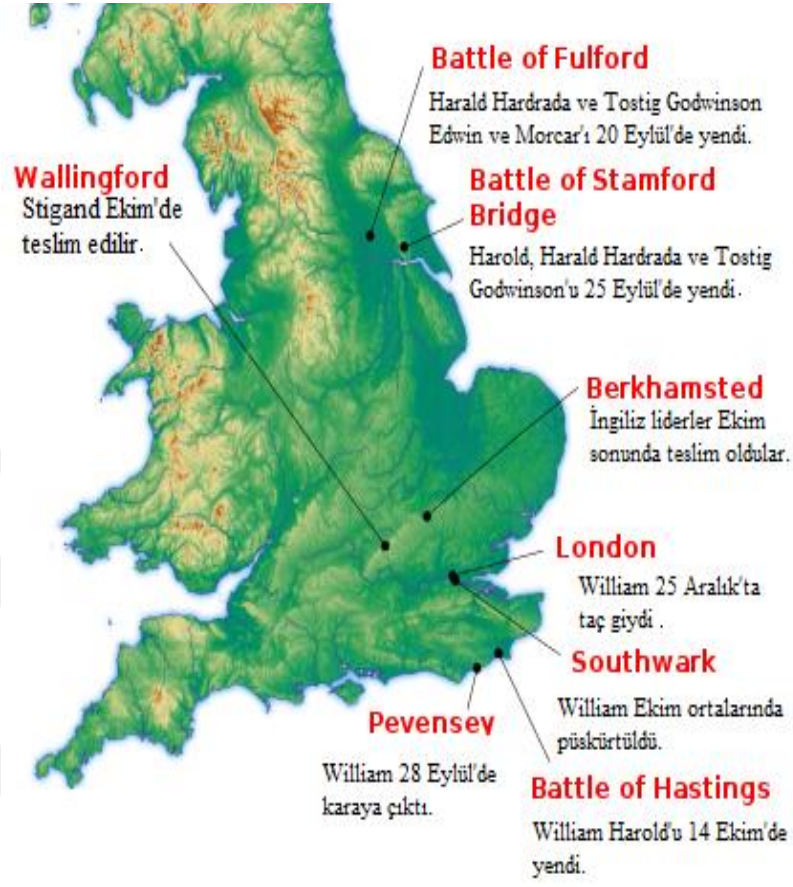 Battle of Fulford
Harald Hardrada ve Tostig Godwinson
Edwin ve Morcar'ı 20 Eylül'de yendi.
Wallingford
Stigand Ekim'de
teslim edilir.
Battle of Stamford
Bridge
Harold, Harald Hardrada ve Tostig
Godwinson'u 25 Eylül'de yendi.
Berkhamsted
İngiliz liderler Ekim
sonunda teslim oldular.
London
William 25 Aralık'ta
taç giydi .
Southwark
William Ekim ortalarında
püskürtüldü.
Pevensey
William 28 Eylül'de
karaya çıktı.
Battle of Hastings
William Harold'u 14 Ekim'de
yendi.